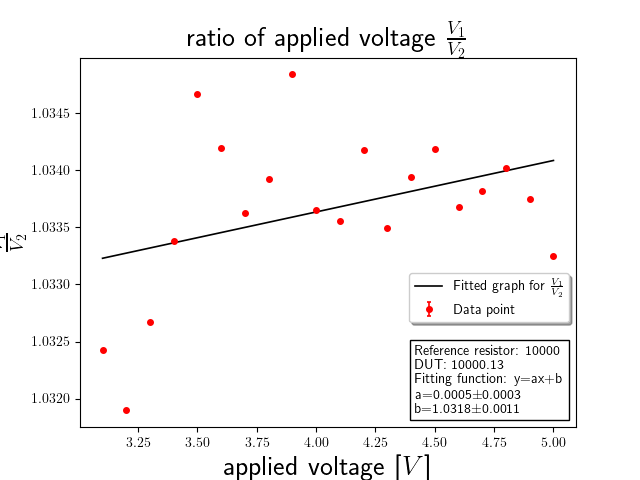 ratio of applied voltage V₁/V₂
1.0345
1.0340
1.0335
1.0330
1.0325
1.0320
V₁/V₂
Fitted graph for V₁/V₂
Data point
Reference resistor: 10000
DUT: 10000.13
Fitting function: y=ax+b
a=0.0005±0.0003
b=1.0318±0.0011
3.25 3.50 3.75 4.00 4.25 4.50 4.75 5.00
applied voltage [V]